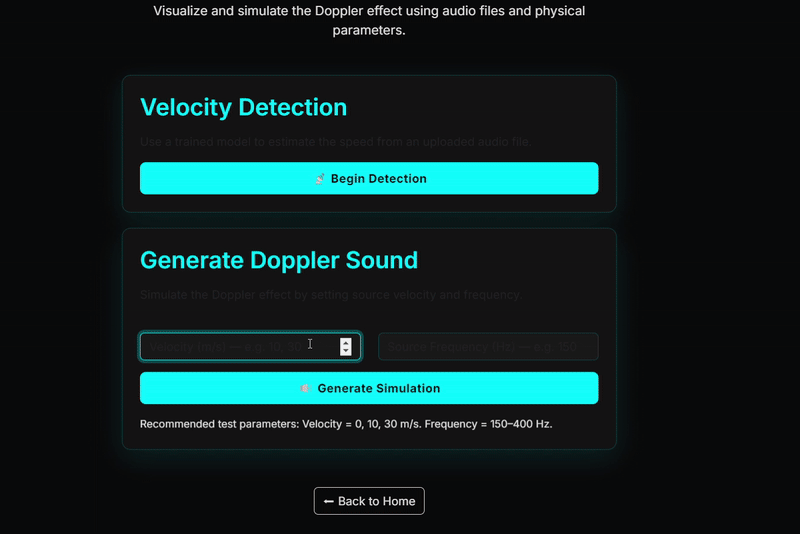 Visualize and simulate the Doppler effect using audio files and physical
parameters.
Velocity Detection
Use a trained model to estimate the speed from an uploaded audio file.
Begin Detection
Generate Doppler Sound
Simulate the Doppler effect by setting source velocity and frequency.
Velocity (m/s) — e.g. 10, 30
Source Frequency (Hz) — e.g. 150
Generate Simulation
Recommended test parameters: Velocity = 0, 10, 30 m/s. Frequency = 150–400 Hz.
← Back to Home